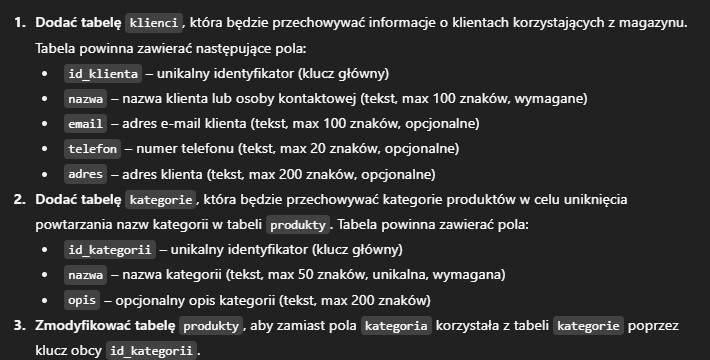 1. Dodać tabelę klienci, która będzie przechowywać informacje o klientach korzystających z magazynu.
Tabela powinna zawierać następujące pola:
• id_klienta – unikalny identyfikator (klucz główny)
• nazwa – nazwa klienta lub osoby kontaktowej (tekst, max 100 znaków, wymagane)
• email – adres e-mail klienta (tekst, max 100 znaków, opcjonalne)
• telefon – numer telefonu (tekst, max 20 znaków, opcjonalne)
• adres – adres klienta (tekst, max 200 znaków, opcjonalne)
2. Dodać tabelę kategorie, która będzie przechowywać kategorie produktów w celu uniknięcia
powtarzania nazw kategorii w tabeli produkty. Tabela powinna zawierać pola:
• id_kategorii – unikalny identyfikator (klucz główny)
• nazwa – nazwa kategorii (tekst, max 50 znaków, unikalna, wymagana)
• opis – opcjonalny opis kategorii (tekst, max 200 znaków)
3. Zmodyfikować tabelę produkty, aby zamiast pola kategoria korzystała z tabeli kategorie poprzez
klucz obcy id_kategorii.